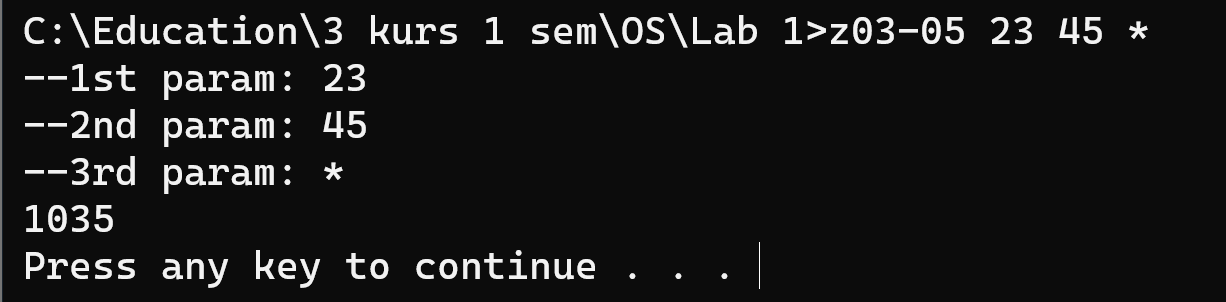 C:\Education\3 kurs 1 sem\OS\Lab 1>z03-05 23 45 *
--1st param: 23
--2nd param: 45
--3rd param: *
1035
Press any key to continue . . .